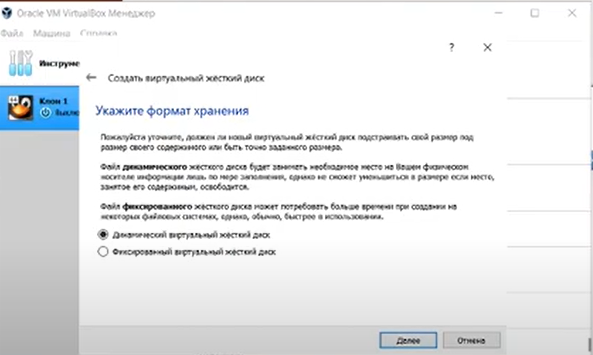 Oracle VM VirtualBox Менеджер
Файл Машина Справка
Инструме
? 
Создать виртуальный жёсткий диск
Клон 1
Выклю
Укажите формат хранения
Пожалуйста уточните, должен ли новый виртуальный жёсткий диск подстраивать свой размер под
размер своего содержимого или быть точно заданного размера.
Файл динамического жёсткого диска будет занимать необходимое место на Вашем физическом
носителе информации лишь по мере заполнения, однако не сможет уменьшиться в размере если место,
занятое его содержимым, освободится.
Файл фиксированного жёсткого диска может потребовать больше времени при создании на
некоторых файловых системах, однако, обычно, быстрее в использовании.
Динамический виртуальный жёсткий диск
Фиксированный виртуальный жёсткий диск
Далее
Отмена